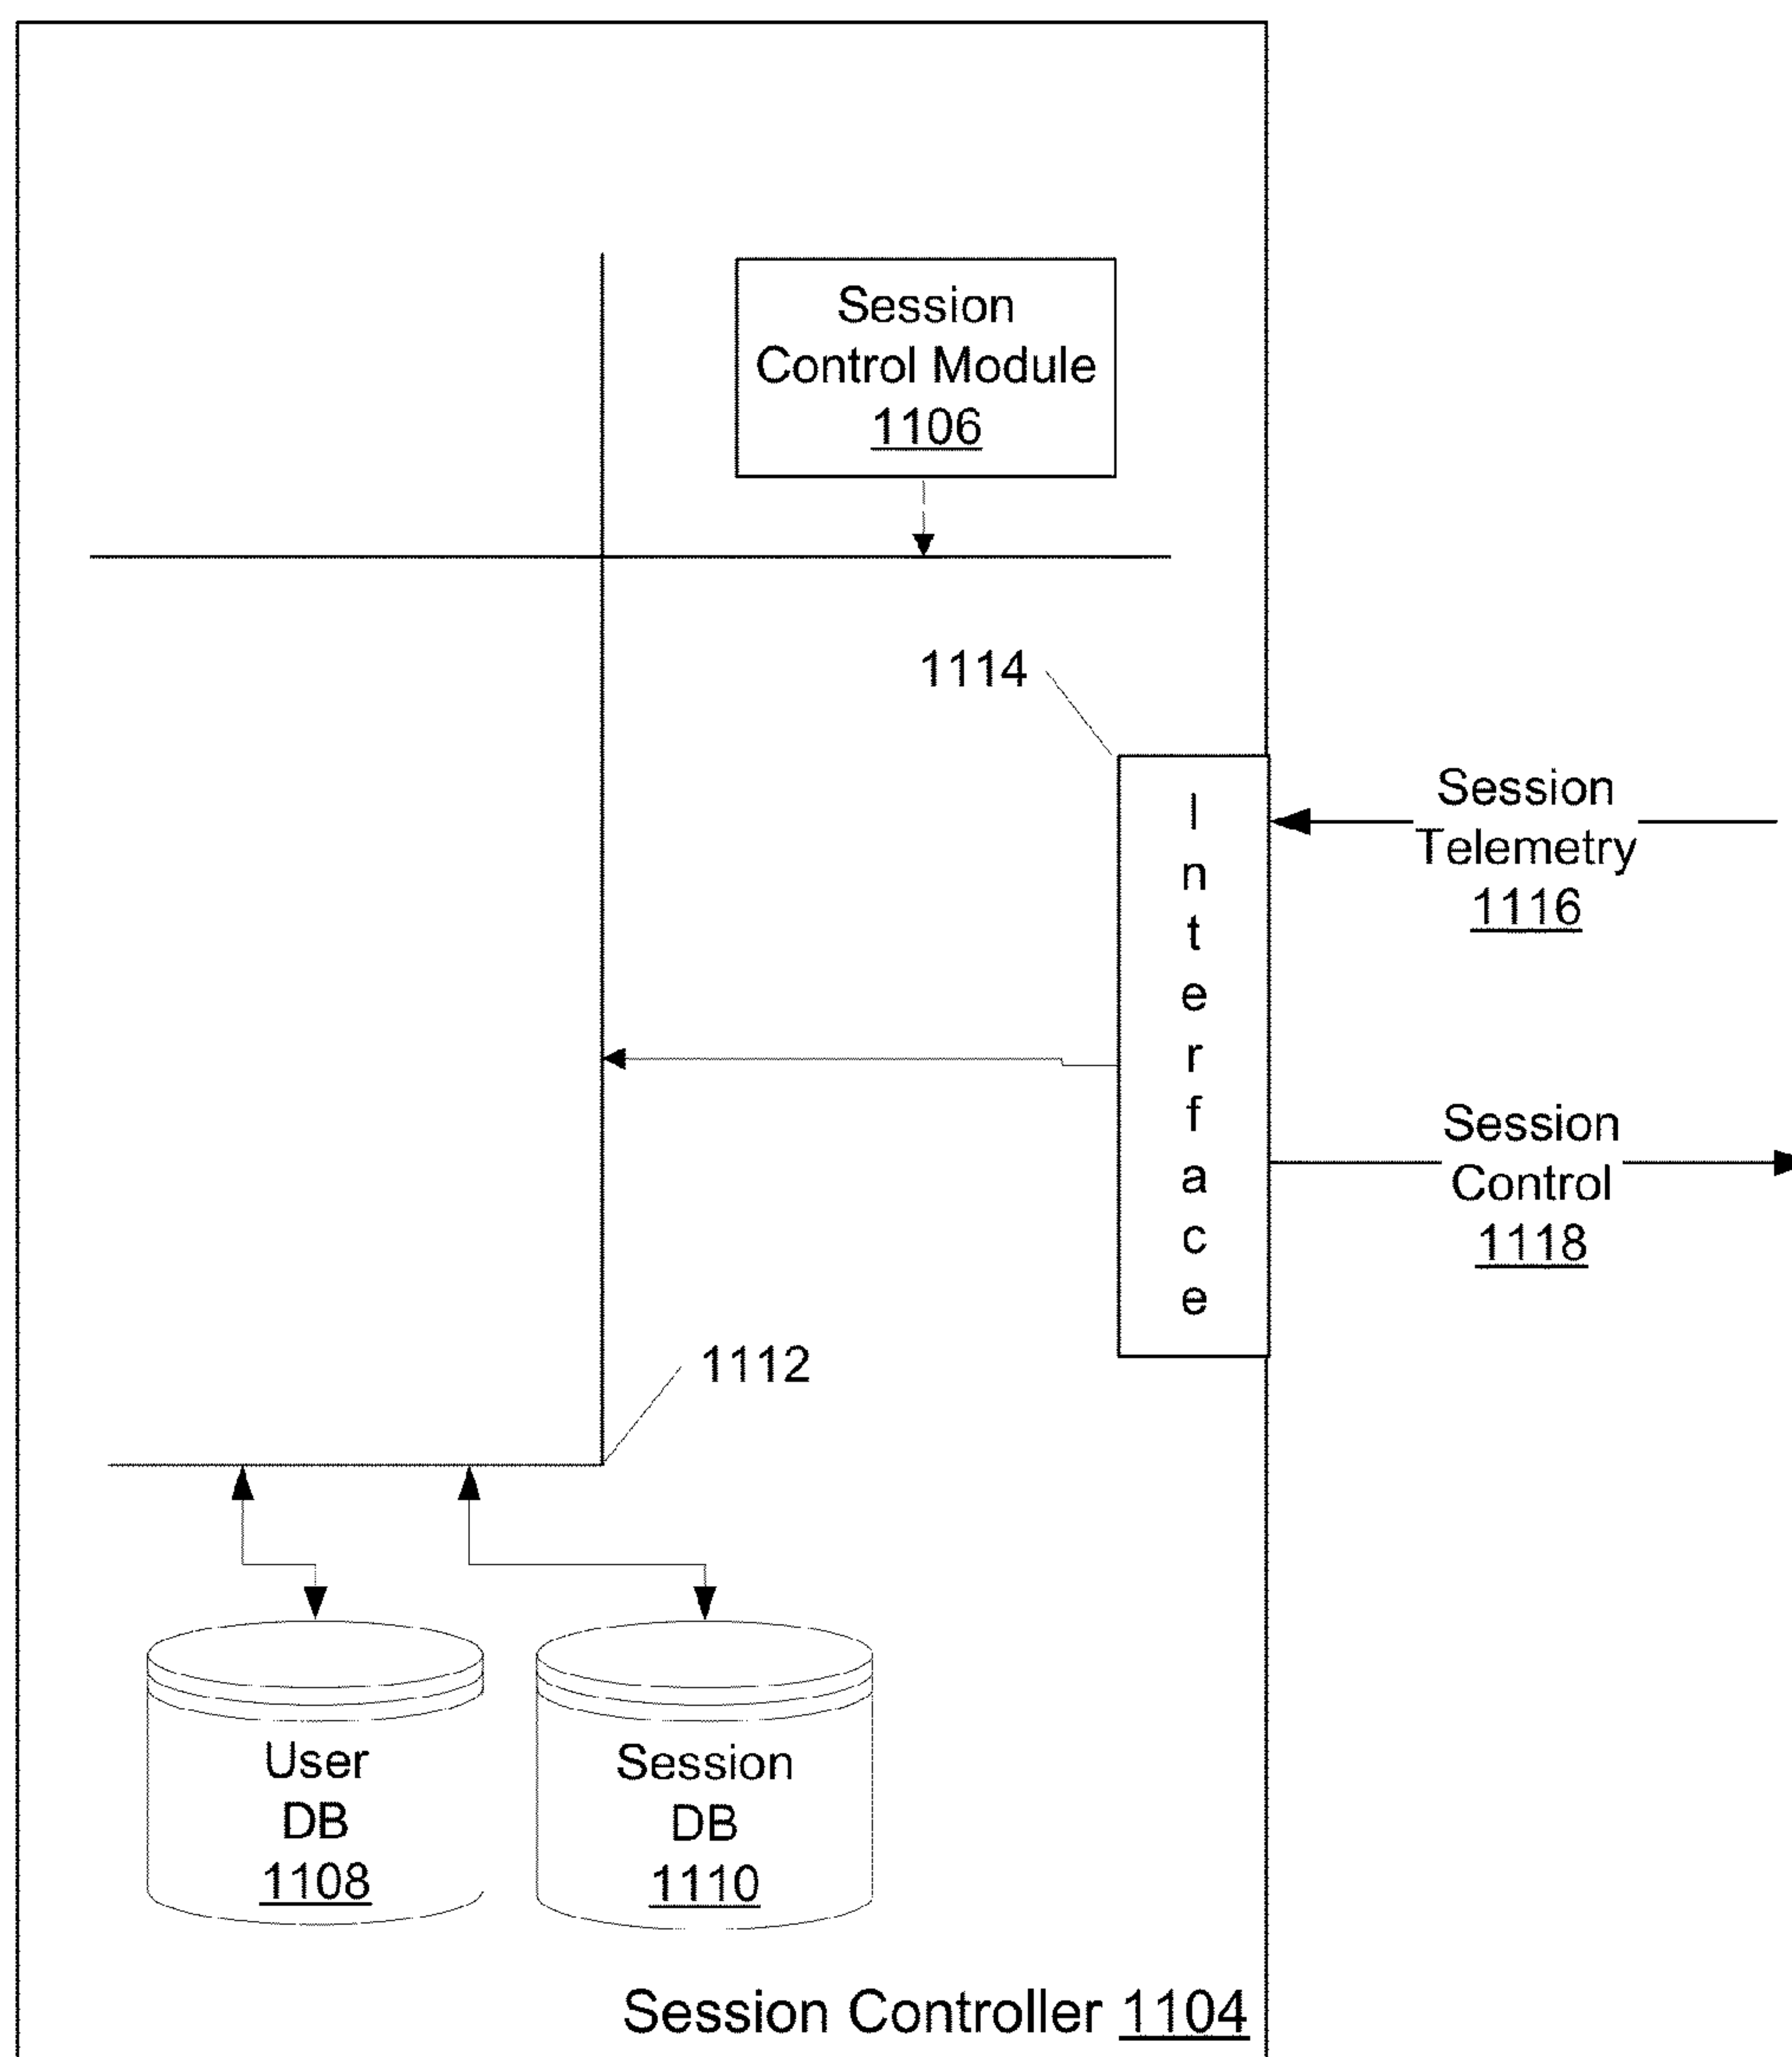 Session
Control Module
1106
1114
Interface
Session
Telemetry
1116
Session
Control
1118
1112
User
DB
1108
Session
DB
1110
Session Controller 1104